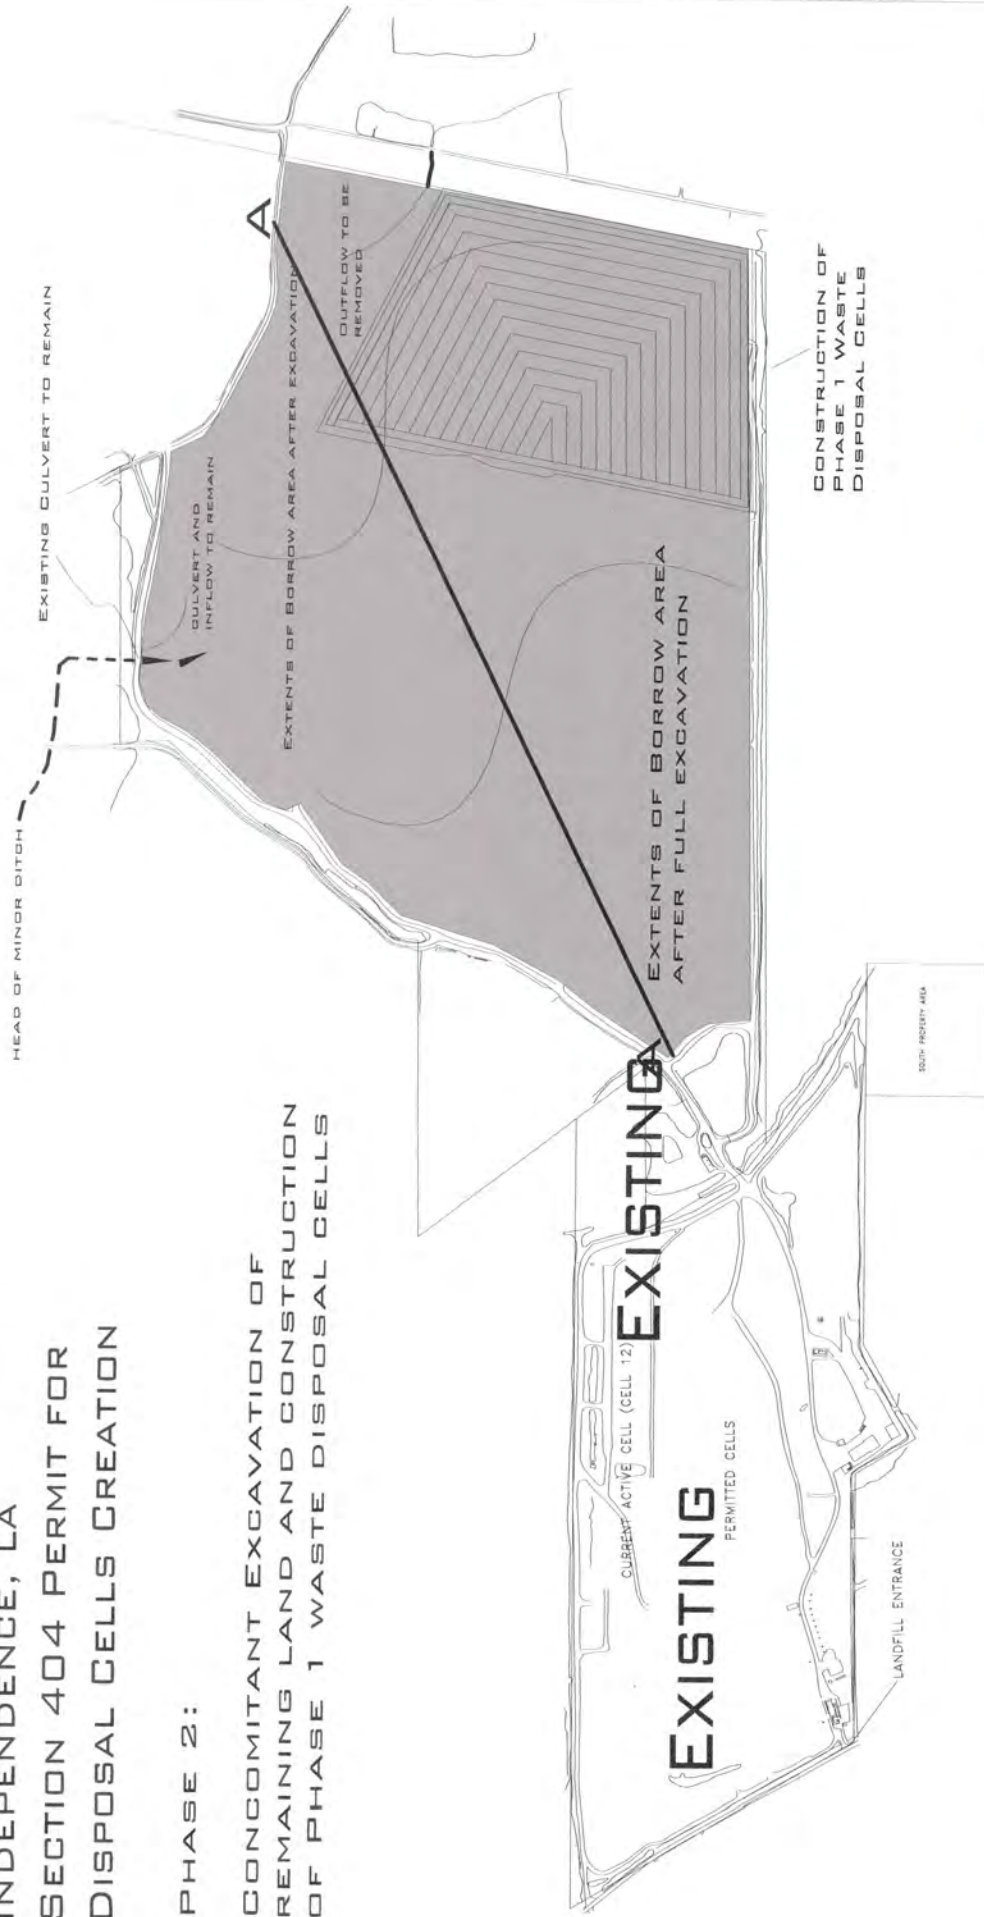 INDEPENDENCE, LA
SECTION 404 PERMIT FOR
DISPOSAL CELLS CREATION
PHASE 2:
CONCOMITANT EXCAVATION OF
REMAINING LAND AND CONSTRUCTION
OF PHASE 1 WASTE DISPOSAL CELLS
HEAD OF MINOR DITCH
EXISTING CULVERT TO REMAIN
CULVERT AND
INFLOW TO REMAIN
EXTENTS OF BORROW AREA AFTER EXCAVATION
OUTFLOW TO BE
REMOVED
A
A
EXTENTS OF BORROW AREA
AFTER FULL EXCAVATION
CONSTRUCTION OF
PHASE 1 WASTE
DISPOSAL CELLS
EXISTING
CURRENT ACTIVE CELL (CELL 12)
EXISTING
PERMITTED CELLS
LANDFILL ENTRANCE
SOUTH PROPERTY AREA